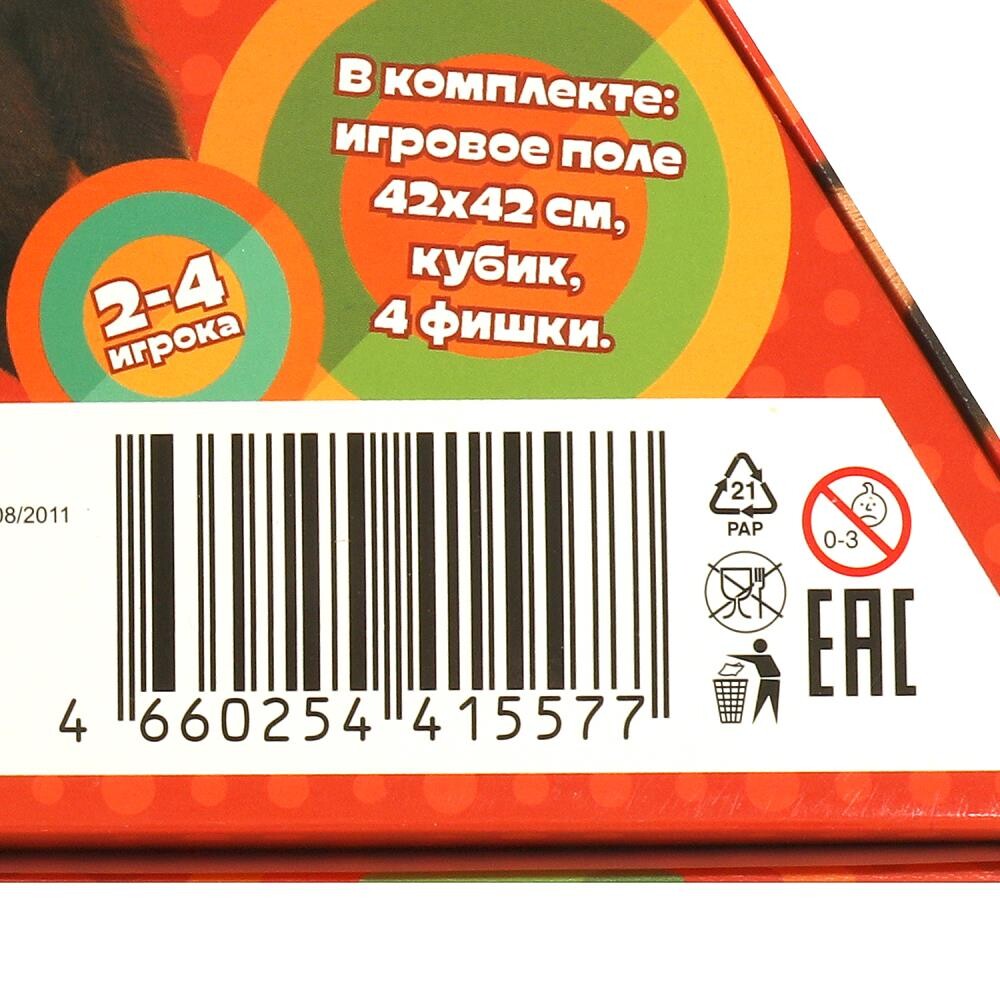 В комплекте:
игровое поле
42х42 см,
кубик,
4 фишки.
2-4
игрока
08/2011
21
PAP
0-3
EAC
4 660254 415577